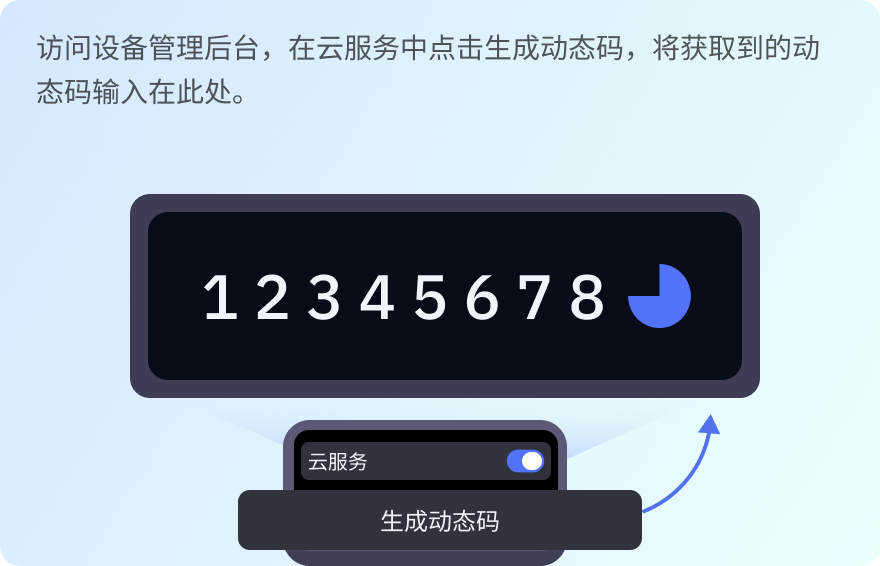 访问设备管理后台，在云服务中点击生成动态码，将获取到的动
态码输入在此处。
1 2 3 4 5 6 7 8
云服务
生成动态码